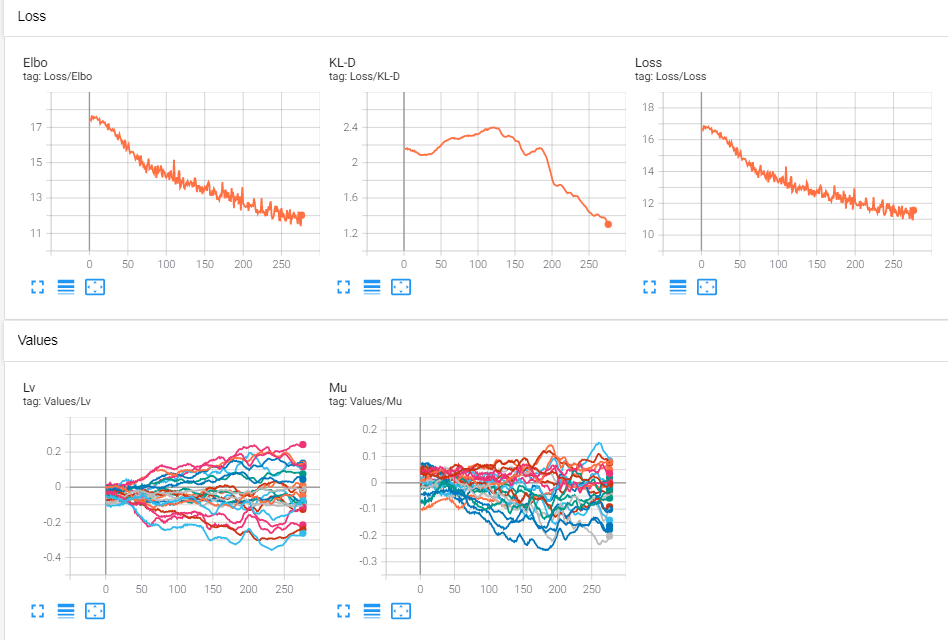 Loss
Elbo KL-D Loss
tag: Loss/Elbo tag: Loss/KL-D tag: Loss/Loss
17 15 13 11
0 50 100 150 200 250
2.4 2 1.6 1.2
0 50 100 150 200 250
18 16 14 12 10
0 50 100 150 200 250
Values
Lv Mu
tag: Values/Lv tag: Values/Mu
0.2 0 -0.2 -0.4
0 50 100 150 200 250
0.2 0.1 0 -0.1 -0.2 -0.3
0 50 100 150 200 250